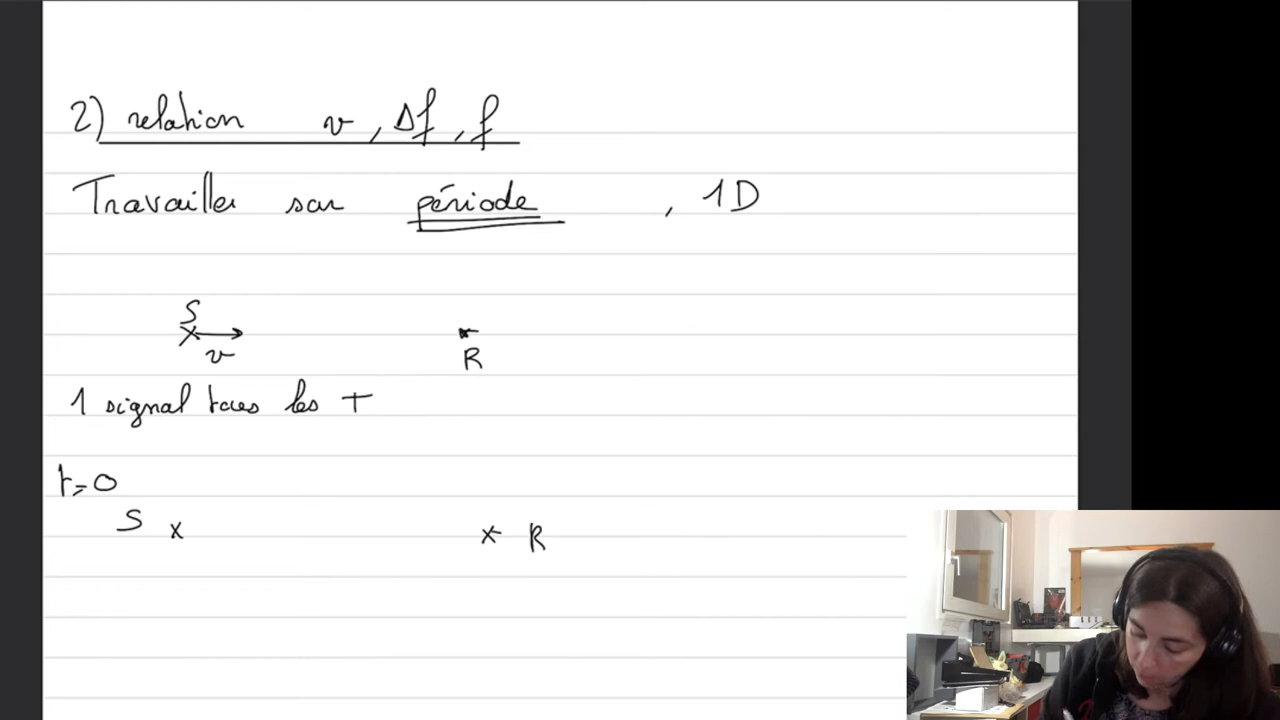 2) relation v, Δf, f
Travailler sur période , 1D
S
v
R
1 signal tous les T
t=0
S x x R